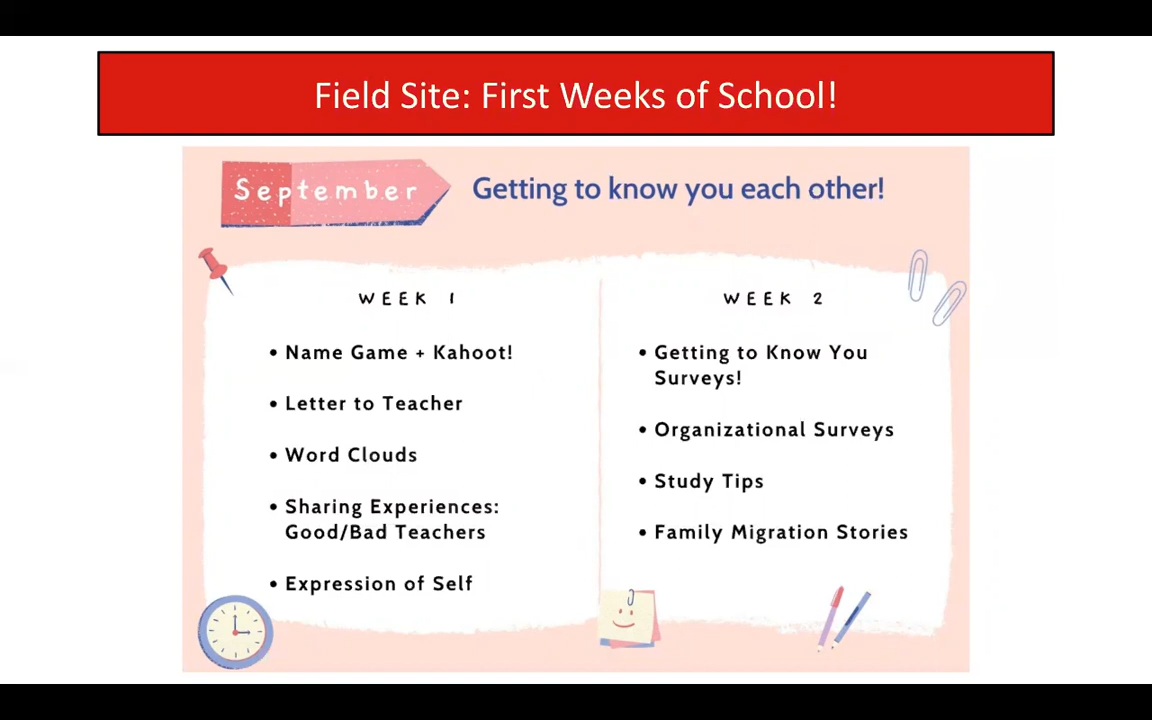 Field Site: First Weeks of School!
September
Getting to know you each other!
WEEK 1
• Name Game + Kahoot!
• Letter to Teacher
• Word Clouds
• Sharing Experiences:
Good/Bad Teachers
• Expression of Self
WEEK 2
• Getting to Know You
Surveys!
• Organizational Surveys
• Study Tips
• Family Migration Stories